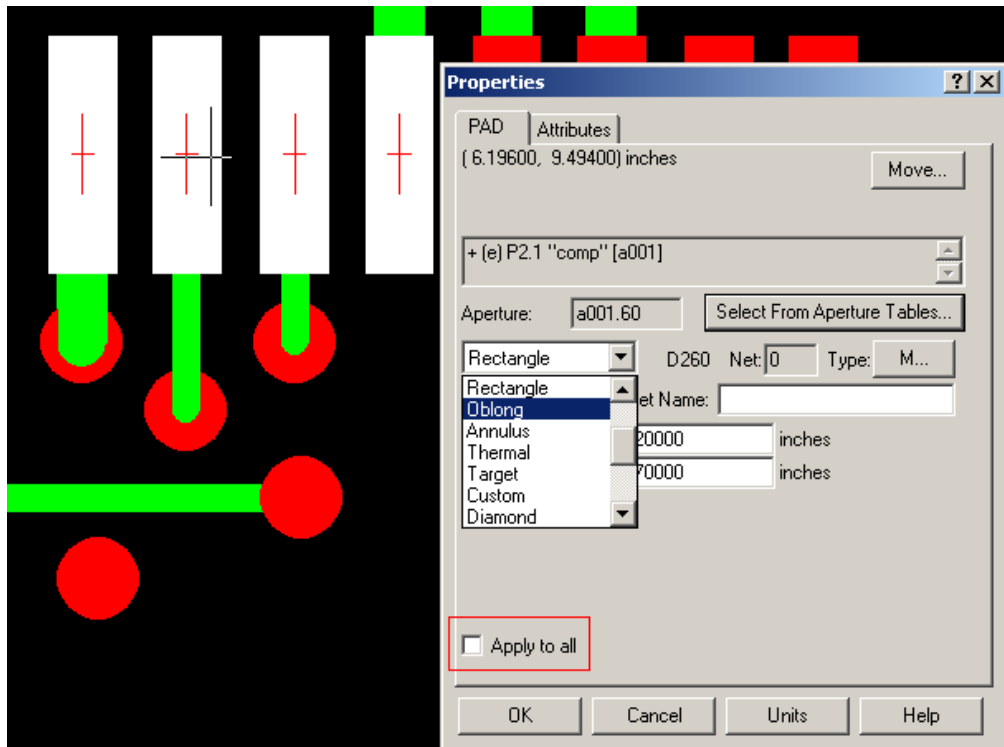 Properties
PAD Attributes
( 6.19600, 9.49400) inches
Move...
+ (e) P2.1 "comp" [a001]
Aperture: a001.60 Select From Aperture Tables...
Rectangle D260 Net: 0 Type: M...
Rectangle
Oblong et Name:
Annulus 20000 inches
Thermal
Target 70000 inches
Custom
Diamond
Apply to all
OK Cancel Units Help